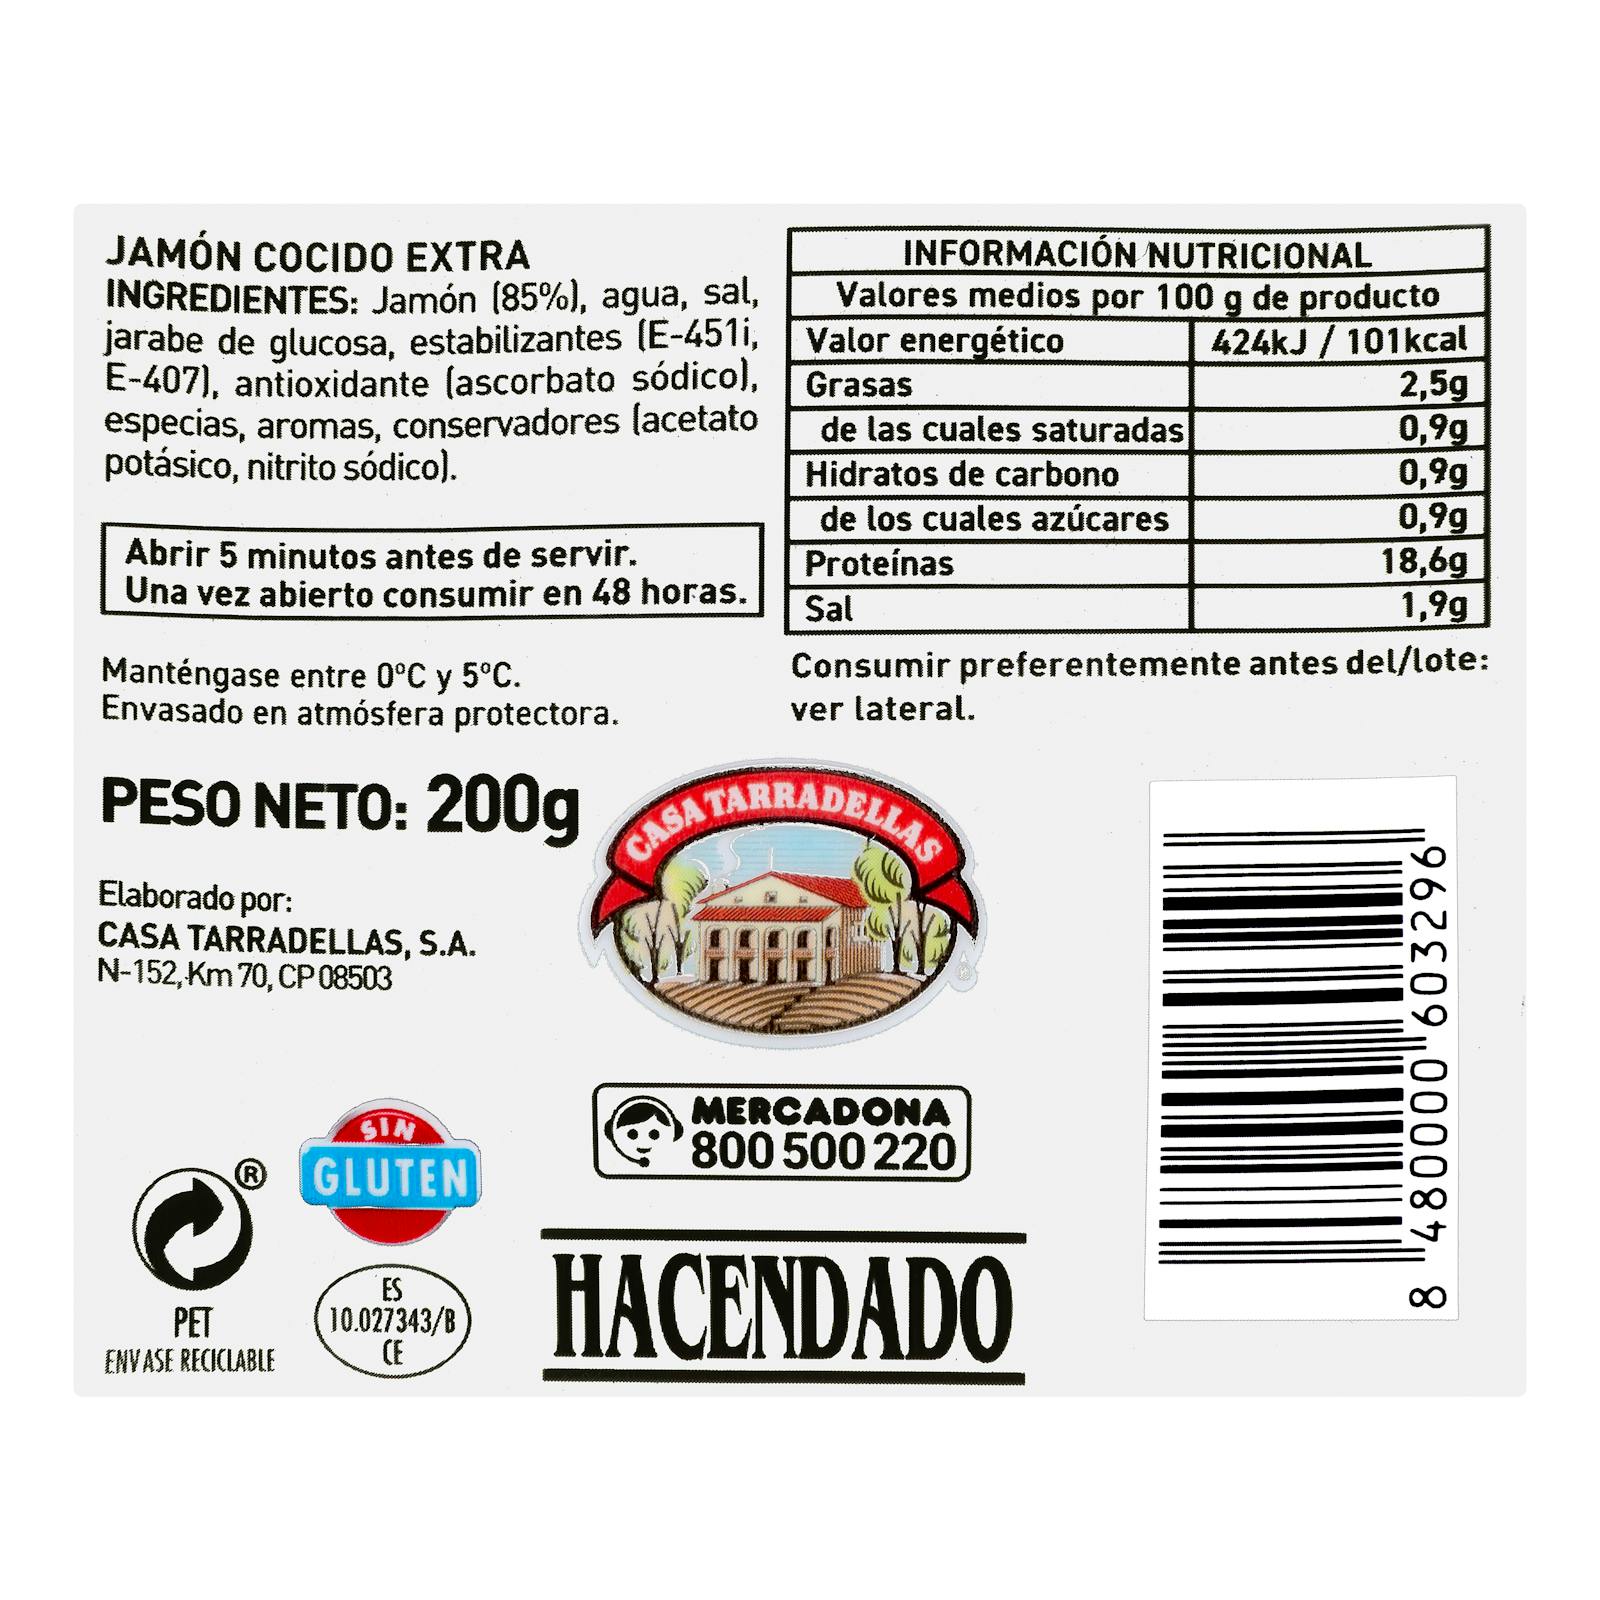 JAMÓN COCIDO EXTRA
INGREDIENTES: Jamón (85%), agua, sal,
jarabe de glucosa, estabilizantes (E-451i,
E-407), antioxidante (ascorbato sódico),
especias, aromas, conservadores (acetato
potásico, nitrito sódico).
Abrir 5 minutos antes de servir.
Una vez abierto consumir en 48 horas.
Manténgase entre 0ºC y 5ºC.
Envasado en atmósfera protectora.
PESO NETO: 200g
Elaborado por:
CASA TARRADELLAS, S.A.
N-152, Km 70, CP 08503
INFORMACIÓN NUTRICIONAL
Valores medios por 100 g de producto
Valor energético 424kJ / 101kcal
Grasas 2,5g
de las cuales saturadas 0,9g
Hidratos de carbono 0,9g
de los cuales azúcares 0,9g
Proteínas 18,6g
Sal 1,9g
Consumir preferentemente antes del/lote:
ver lateral.
CASA TARRADELLAS
®
MERCADONA
800 500 220
HACENDADO
SIN
GLUTEN
®
PET
ENVASE RECICLABLE
ES
10.027343/B
CE
8 480000 603296